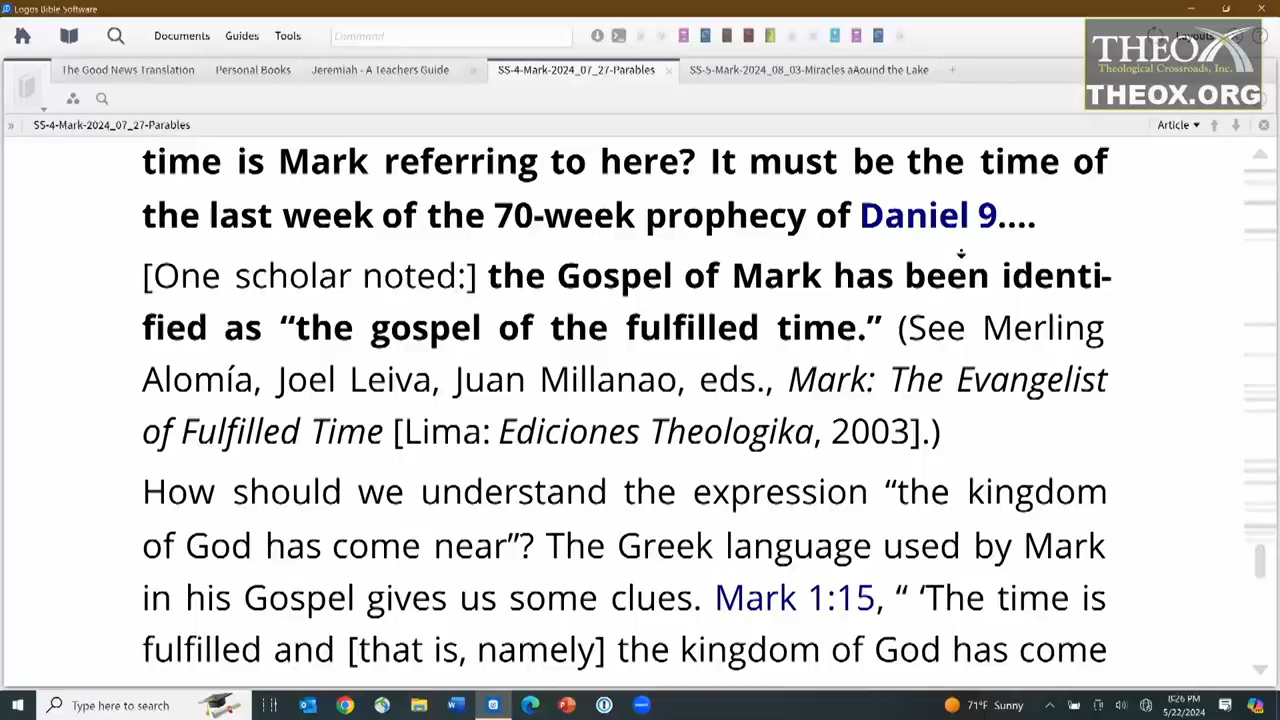 Logos Bible Software
Documents Guides Tools Command
THEOX
Theological Crossroads, Inc.
THEOX.ORG
The Good News Translation Personal Books SS-4-Mark-2024_07_27-Parables SS-5-Mark-2024_08_03-Miracles aAound the Lake
SS-4-Mark-2024_07_27-Parables Article
time is Mark referring to here? It must be the time of
the last week of the 70-week prophecy of Daniel 9....
[One scholar noted:] the Gospel of Mark has been identi-
fied as “the gospel of the fulfilled time.” (See Merling
Alomía, Joel Leiva, Juan Millanao, eds., Mark: The Evangelist
of Fulfilled Time [Lima: Ediciones Theologika, 2003].)
How should we understand the expression “the kingdom
of God has come near”? The Greek language used by Mark
in his Gospel gives us some clues. Mark 1:15, “ ‘The time is
fulfilled and [that is, namely] the kingdom of God has come
Type here to search 71°F Sunny 8:26 PM
5/22/2024